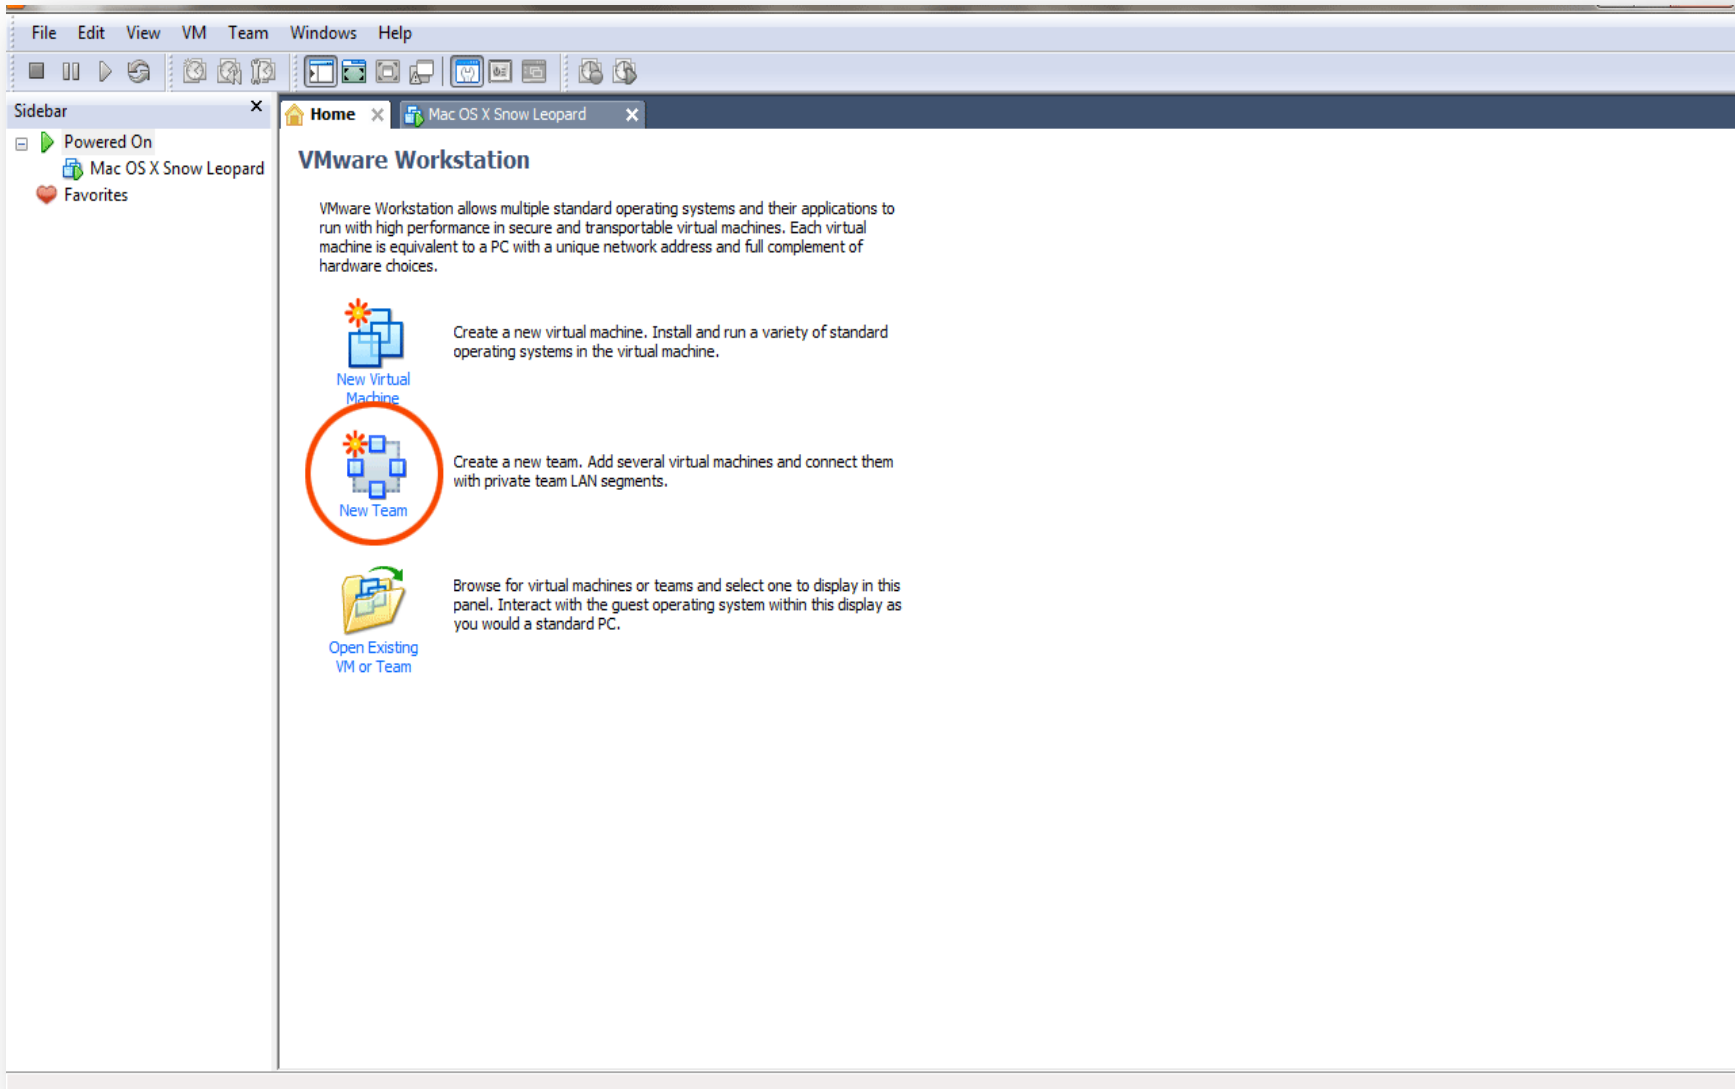 File Edit View VM Team Windows Help
Sidebar
Home
Mac OS X Snow Leopard
Powered On
Mac OS X Snow Leopard
Favorites
VMware Workstation
VMware Workstation allows multiple standard operating systems and their applications to
run with high performance in secure and transportable virtual machines. Each virtual
machine is equivalent to a PC with a unique network address and full complement of
hardware choices.
New Virtual
Machine
Create a new virtual machine. Install and run a variety of standard
operating systems in the virtual machine.
New Team
Create a new team. Add several virtual machines and connect them
with private team LAN segments.
Open Existing
VM or Team
Browse for virtual machines or teams and select one to display in this
panel. Interact with the guest operating system within this display as
you would a standard PC.